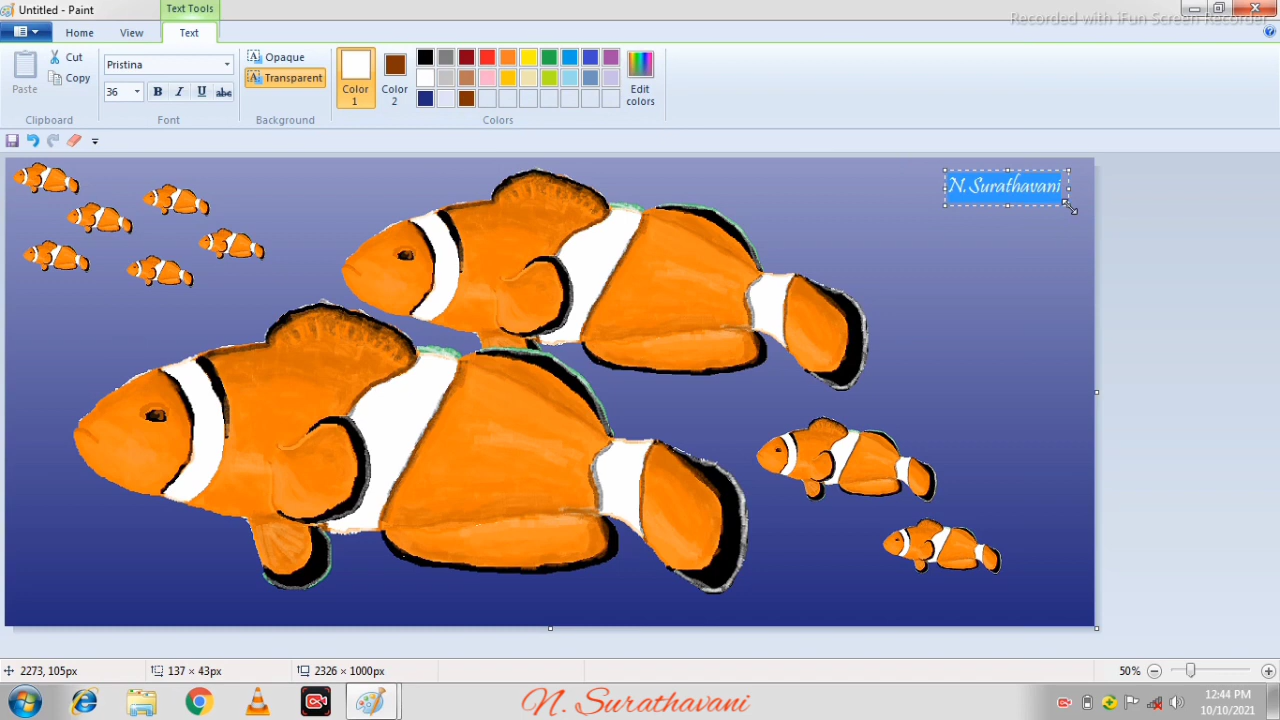 Untitled - Paint
Text Tools
Recorded with iFun Screen Recorder
Home
View
Text
Paste
Cut
Copy
Clipboard
Pristina
36
B I U abc
Font
Opaque
Transparent
Background
Color 1
Color 2
Edit colors
Colors
N.Surathavani
2273, 105px
137 × 43px
2326 × 1000px
50%
N. Surathavani
12:44 PM
10/10/2021